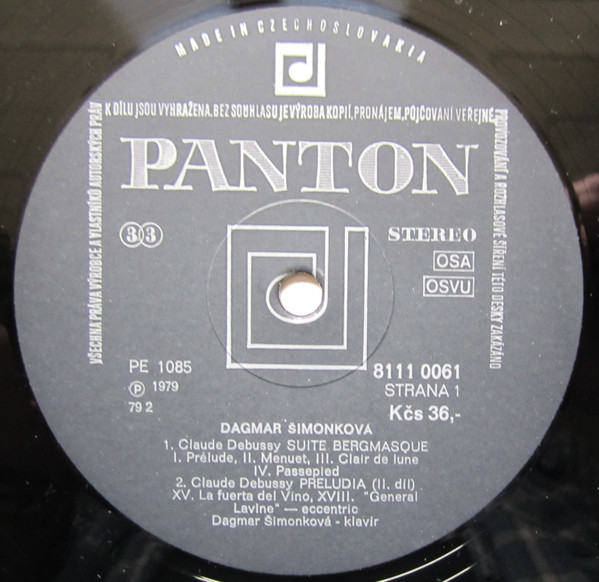 MADE IN CZECHOSLOVAKIA
VŠECHNA PRÁVA VÝROBCE A VLASTNÍKŮ AUTORSKÝCH PRÁV
K DÍLU JSOU VYHRAŽENA. BEZ SOUHLASU JE VÝROBA KOPIÍ, PRONÁJEM, PŮJČOVÁNÍ VEŘEJNÉ
PROVOZOVÁNÍ A ROZHLASOVÉ ŠÍŘENÍ TÉTO DESKY ZAKÁZÁNO
PANTON
33
STEREO
OSA
OSVU
PE 1085
8111 0061
Ⓟ 1979
STRANA 1
79 2
Kčs 36,-
DAGMAR ŠIMONKOVÁ
1. Claude Debussy SUITE BERGMASQUE
I. Prélude, II. Menuet, III. Clair de lune
IV. Passepied
2. Claude Debussy PRELUDIA (II. díl)
XV. La fuerta del Vino, XVIII. "General
Lavine" — eccentric
Dagmar Šimonková - klavír